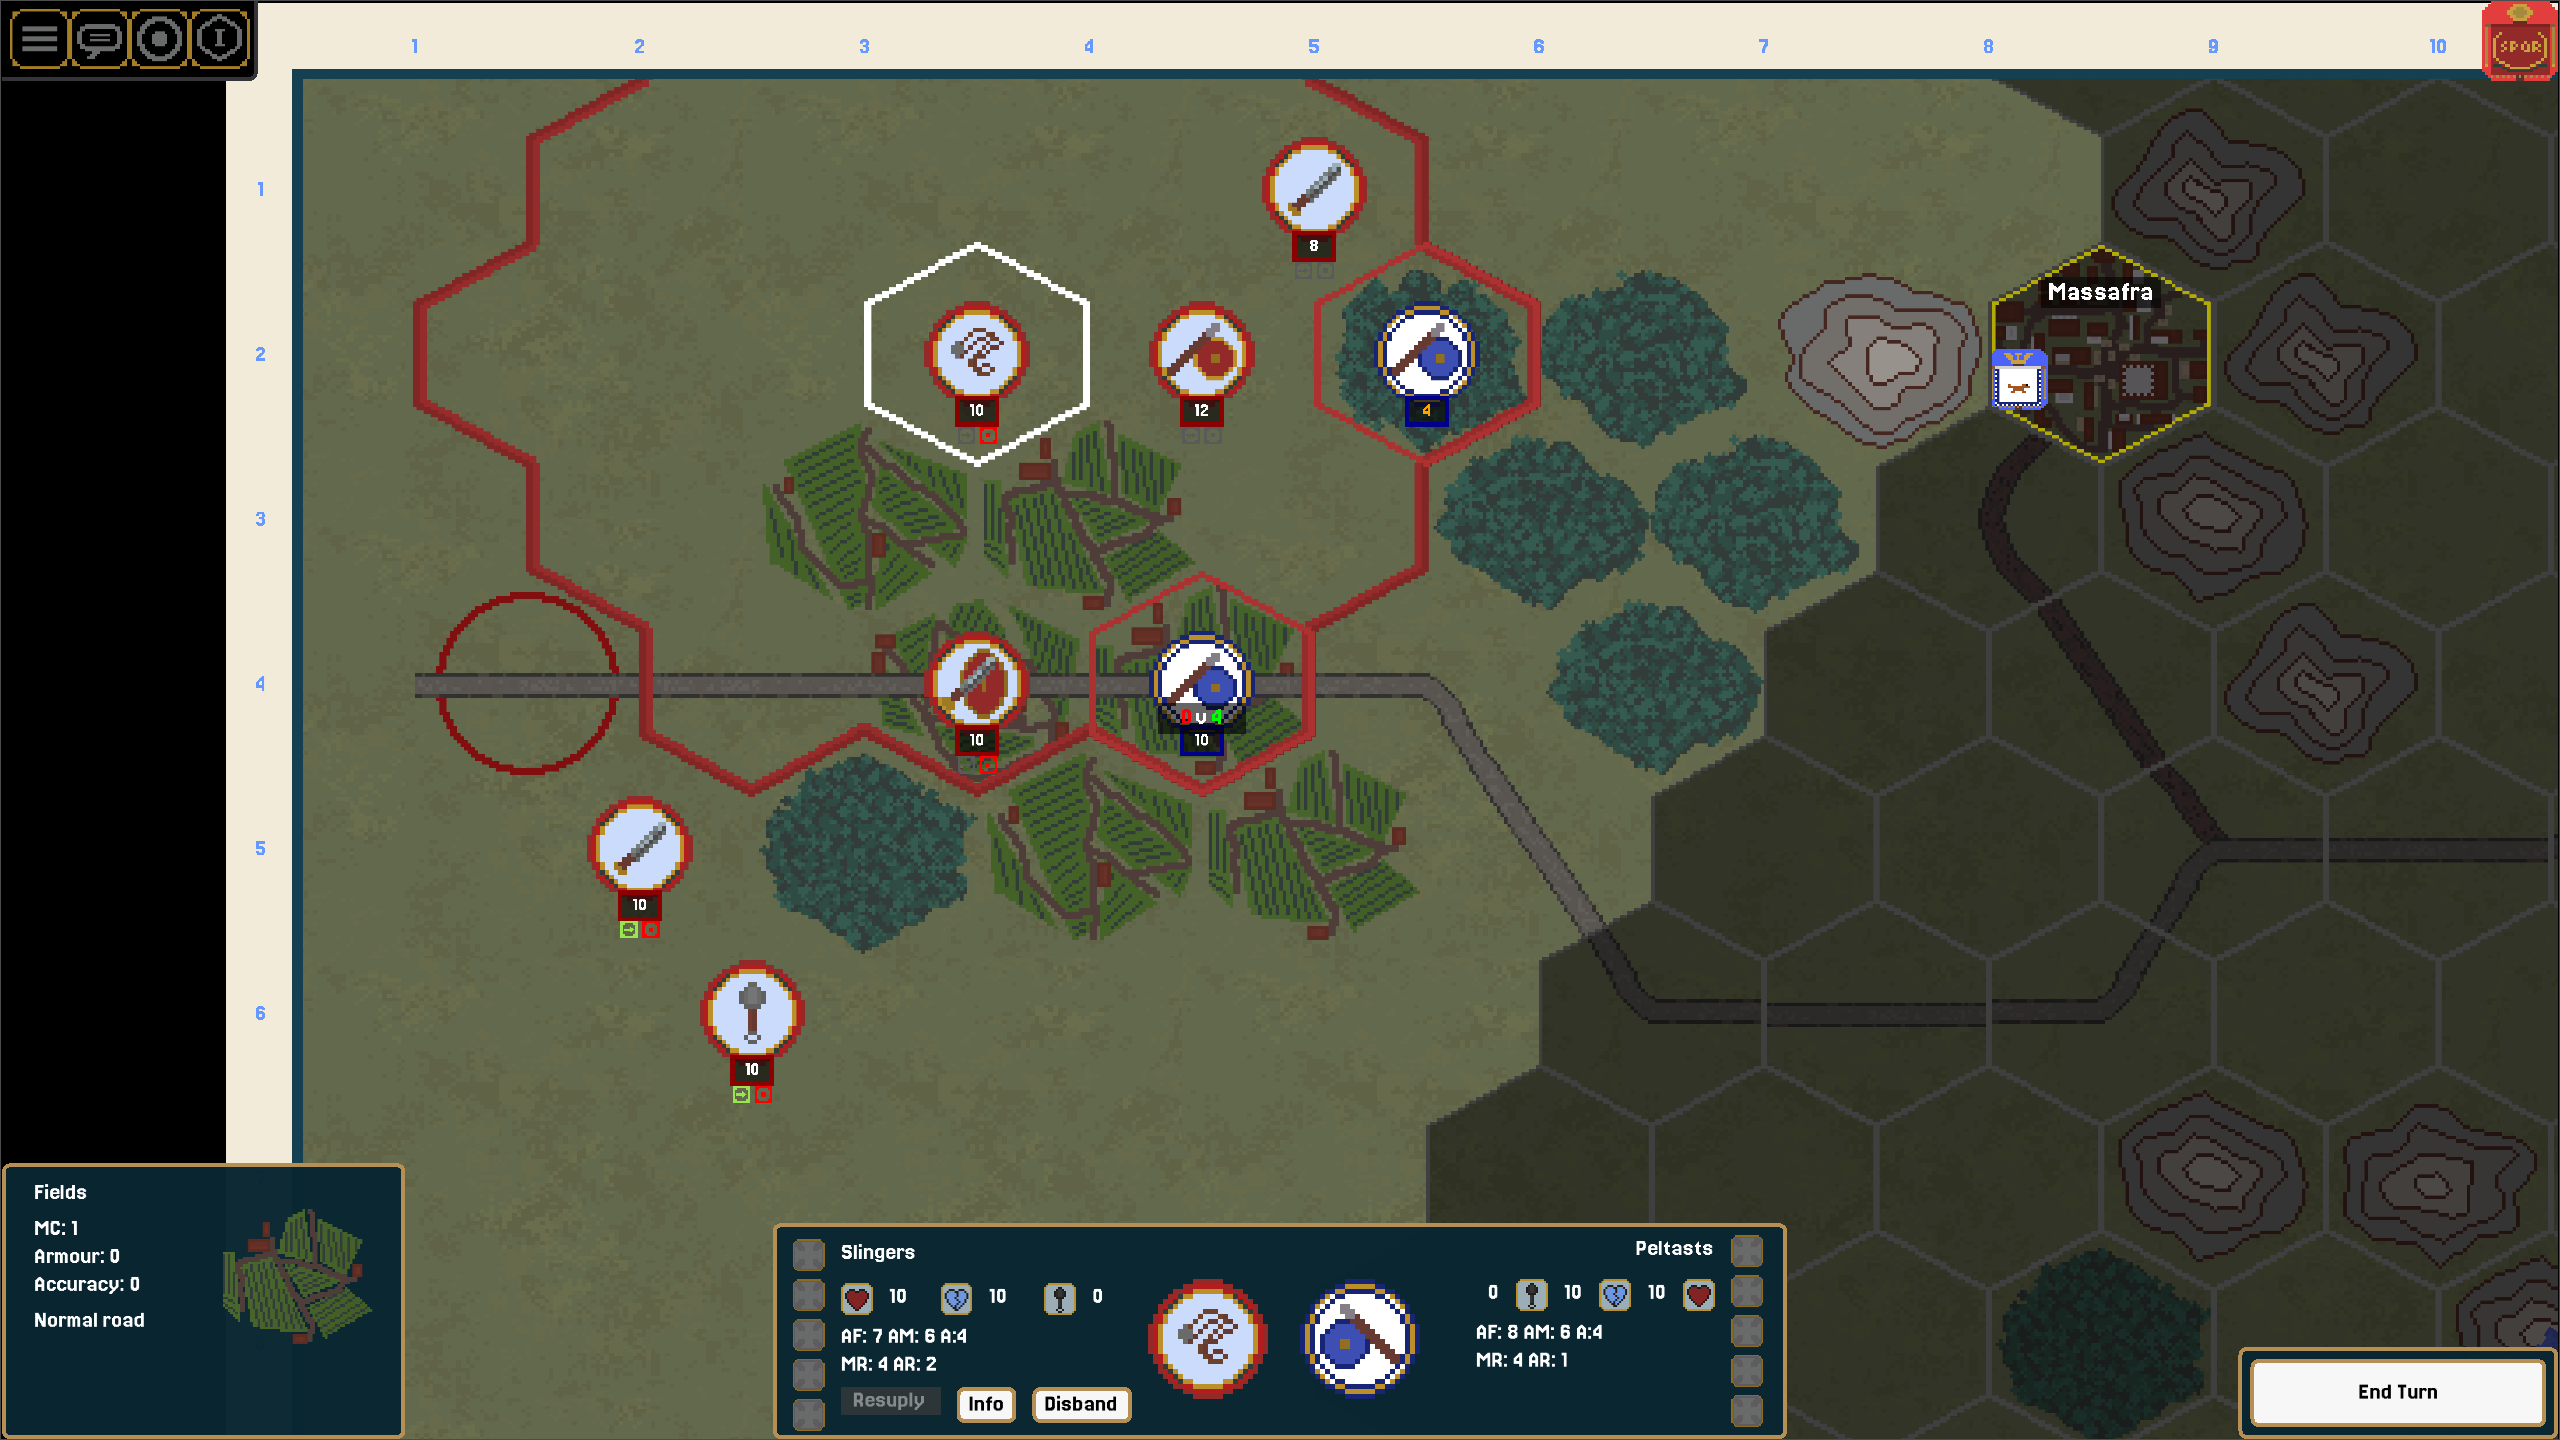 1 2 3 4 5 6 7 8 9 10
SPQR
1
8
Massafra
2
10
12
4
3
4
0 v 4
10
10
5
10
6
10
Fields
MC: 1
Armour: 0
Accuracy: 0
Normal road
Slingers
10 10 0
AF: 7 AM: 6 A:4
MR: 4 AR: 2
Resuply Info Disband
Peltasts
0 10 10
AF: 8 AM: 6 A:4
MR: 4 AR: 1
End Turn